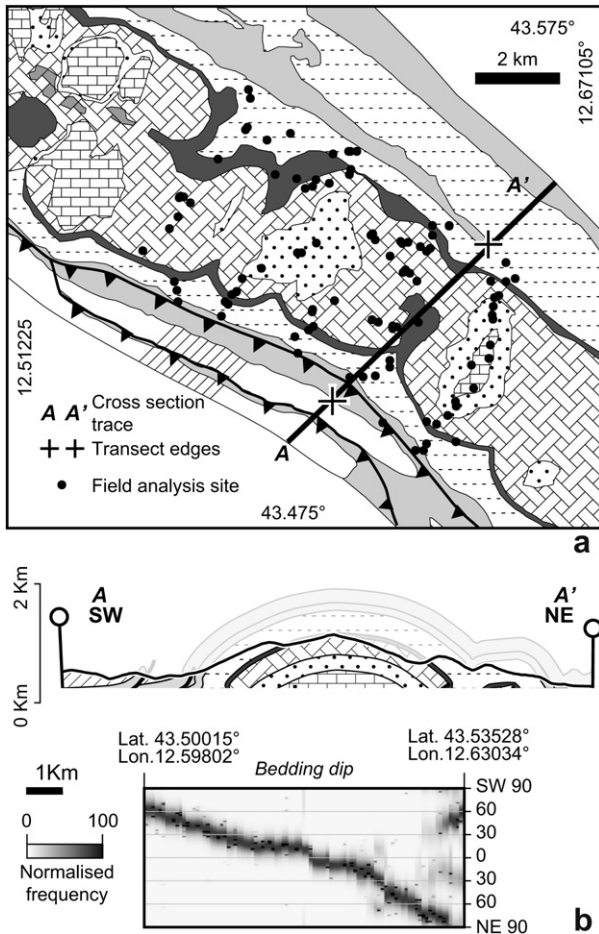 43.575°
2 km
12.67105°
A'
12.51225
A A' Cross section trace
Transect edges
Field analysis site
A
43.475°
a
2 Km
0 Km
A
SW
A'
NE
Lat. 43.50015°
Lon.12.59802°
Lat. 43.53528°
Lon.12.63034°
Bedding dip
1Km
0 100
Normalised
frequency
SW 90
60
30
0
30
60
NE 90
b